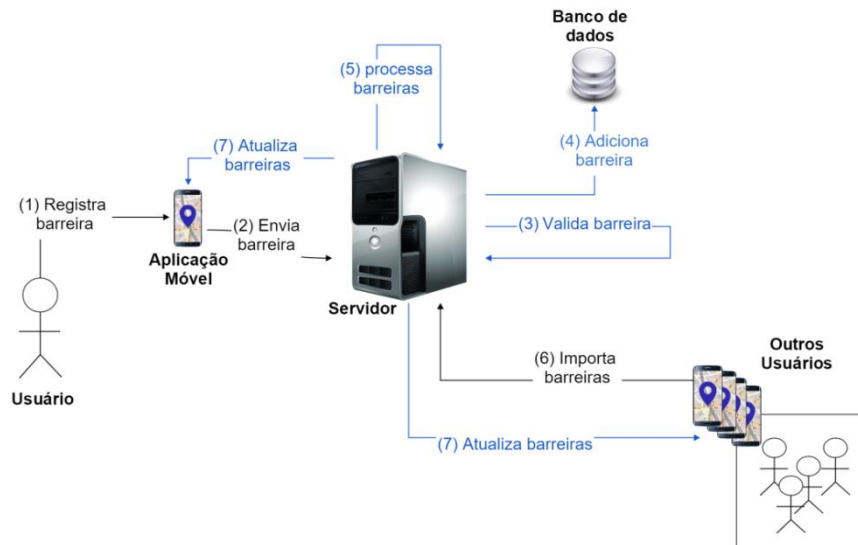 Banco de
dados
(5) processa
barreiras
(7) Atualiza
barreiras
(4) Adiciona
barreira
(1) Registra
barreira
(2) Envia
barreira
(3) Valida barreira
Aplicação
Móvel
Servidor
Usuário
(6) Importa
barreiras
Outros
Usuários
(7) Atualiza barreiras